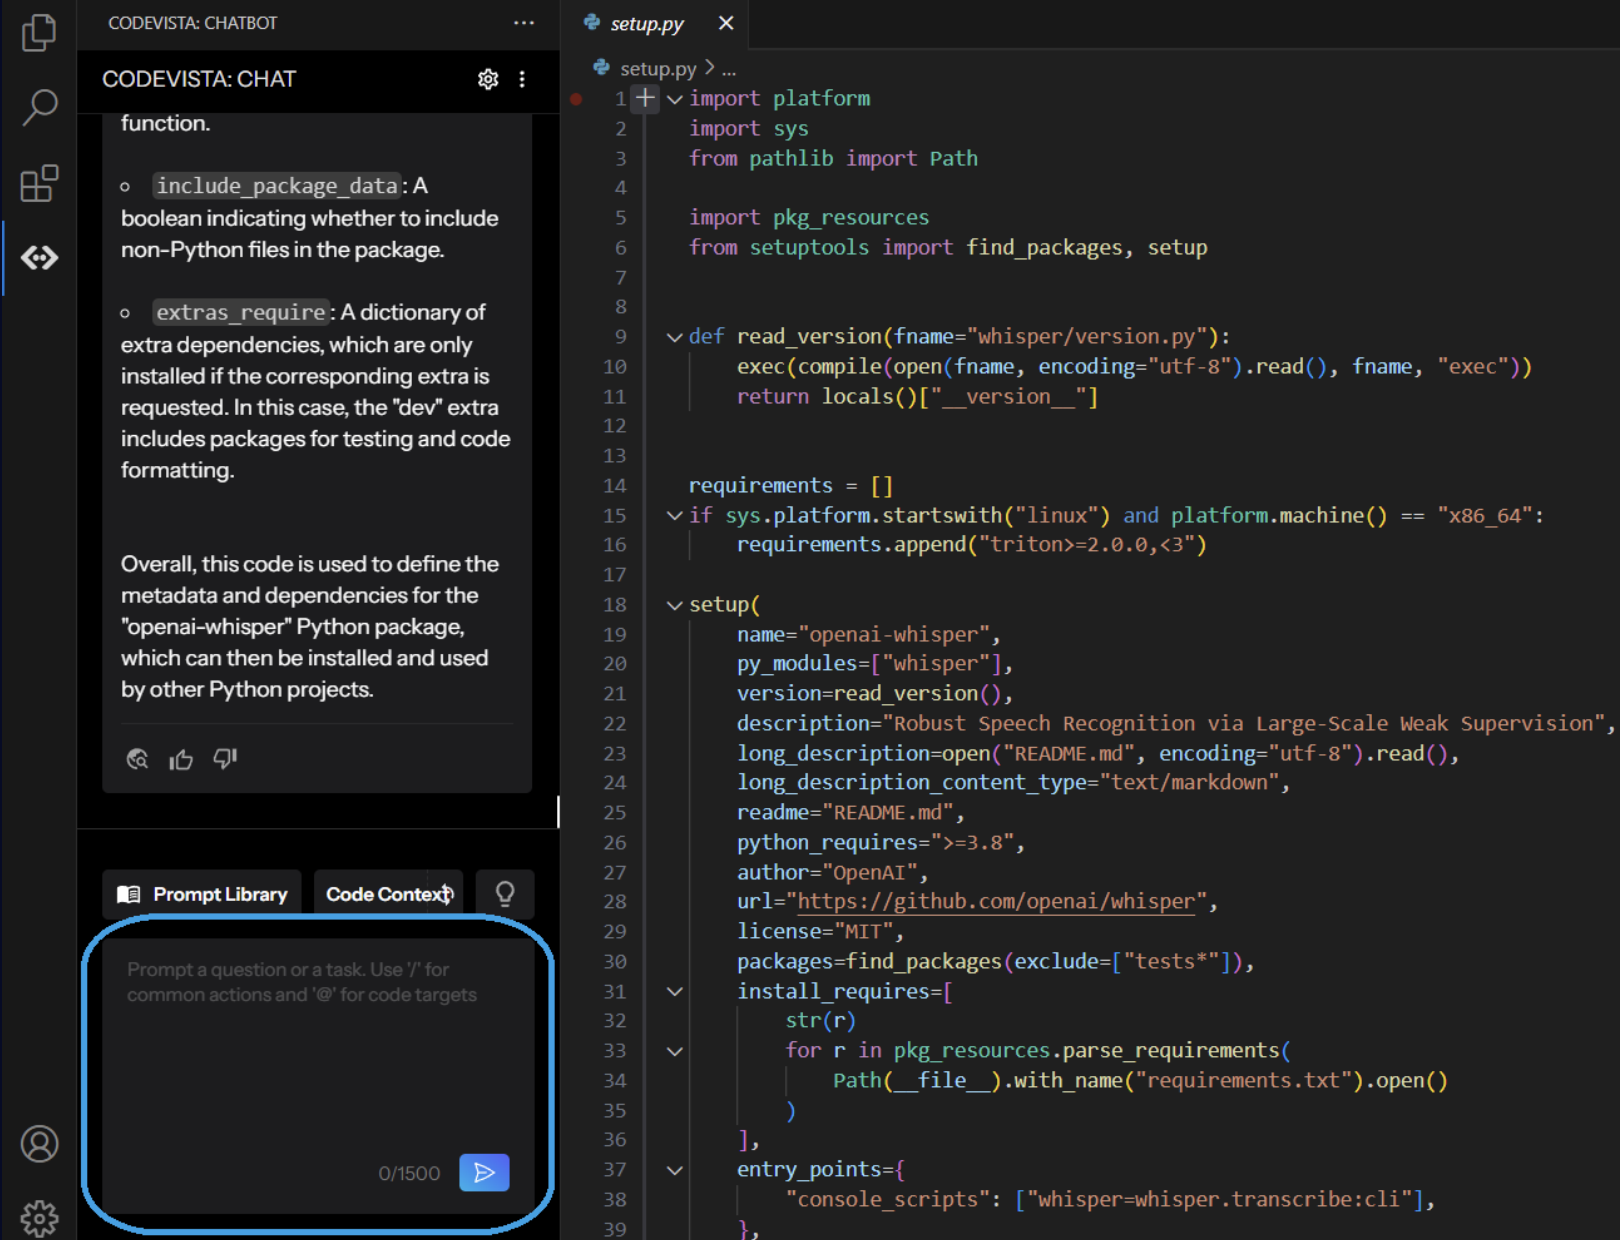 CODEVISTA: CHATBOT
CODEVISTA: CHAT
function.
include_package_data: A
boolean indicating whether to include
non-Python files in the package.
extras_require: A dictionary of
extra dependencies, which are only
installed if the corresponding extra is
requested. In this case, the "dev" extra
includes packages for testing and code
formatting.
Overall, this code is used to define the
metadata and dependencies for the
"openai-whisper" Python package,
which can then be installed and used
by other Python projects.
Prompt Library
Code Context
Prompt a question or a task. Use '/' for
common actions and '@' for code targets
0/1500
setup.py
setup.py > ...
1 import platform
2 import sys
3 from pathlib import Path
4
5 import pkg_resources
6 from setuptools import find_packages, setup
7
8
9 def read_version(fname="whisper/version.py"):
10     exec(compile(open(fname, encoding="utf-8").read(), fname, "exec"))
11     return locals()["__version__"]
12
13
14 requirements = []
15 if sys.platform.startswith("linux") and platform.machine() == "x86_64":
16     requirements.append("triton>=2.0.0,<3")
17
18 setup(
19     name="openai-whisper",
20     py_modules=["whisper"],
21     version=read_version(),
22     description="Robust Speech Recognition via Large-Scale Weak Supervision",
23     long_description=open("README.md", encoding="utf-8").read(),
24     long_description_content_type="text/markdown",
25     readme="README.md",
26     python_requires=">=3.8",
27     author="OpenAI",
28     url="https://github.com/openai/whisper",
29     license="MIT",
30     packages=find_packages(exclude=["tests*"]),
31     install_requires=[
32         str(r)
33         for r in pkg_resources.parse_requirements(
34             Path(__file__).with_name("requirements.txt").open()
35         )
36     ],
37     entry_points={
38         "console_scripts": ["whisper=whisper.transcribe:cli"],
39     },